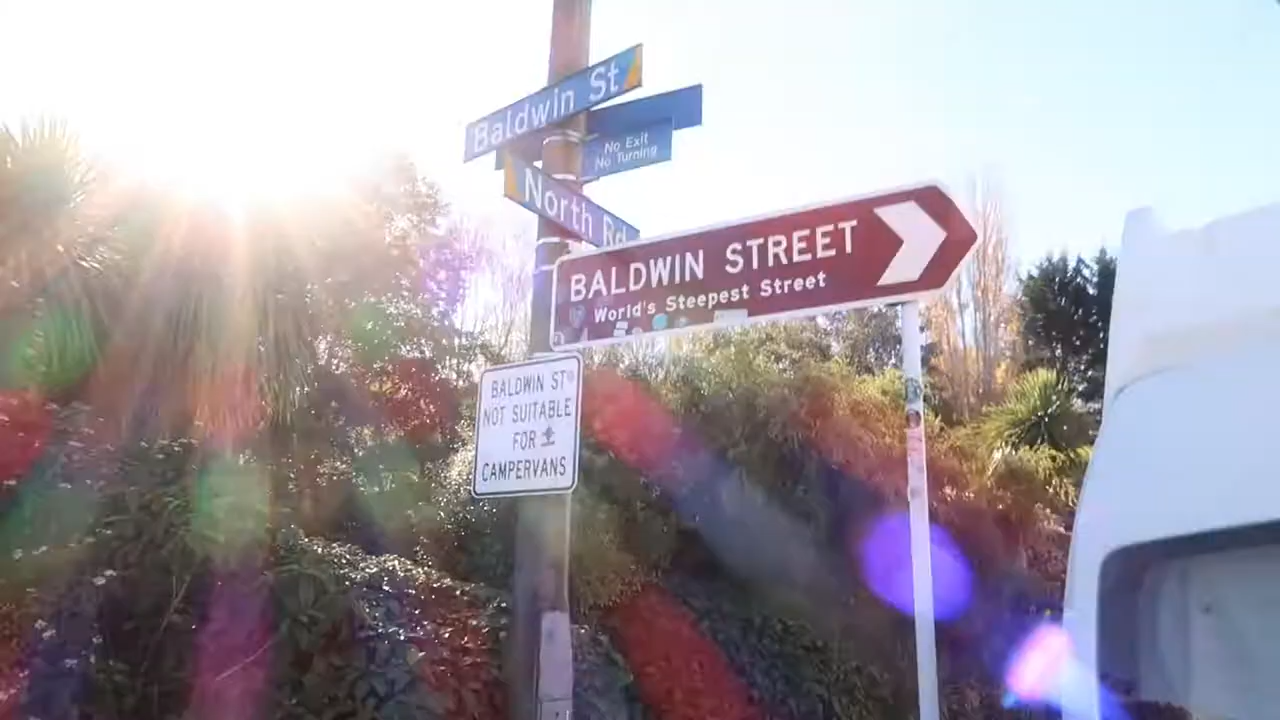 Baldwin St
No Exit
No Turning
North Rd
BALDWIN STREET
World's Steepest Street
BALDWIN ST
NOT SUITABLE
FOR
CAMPERVANS